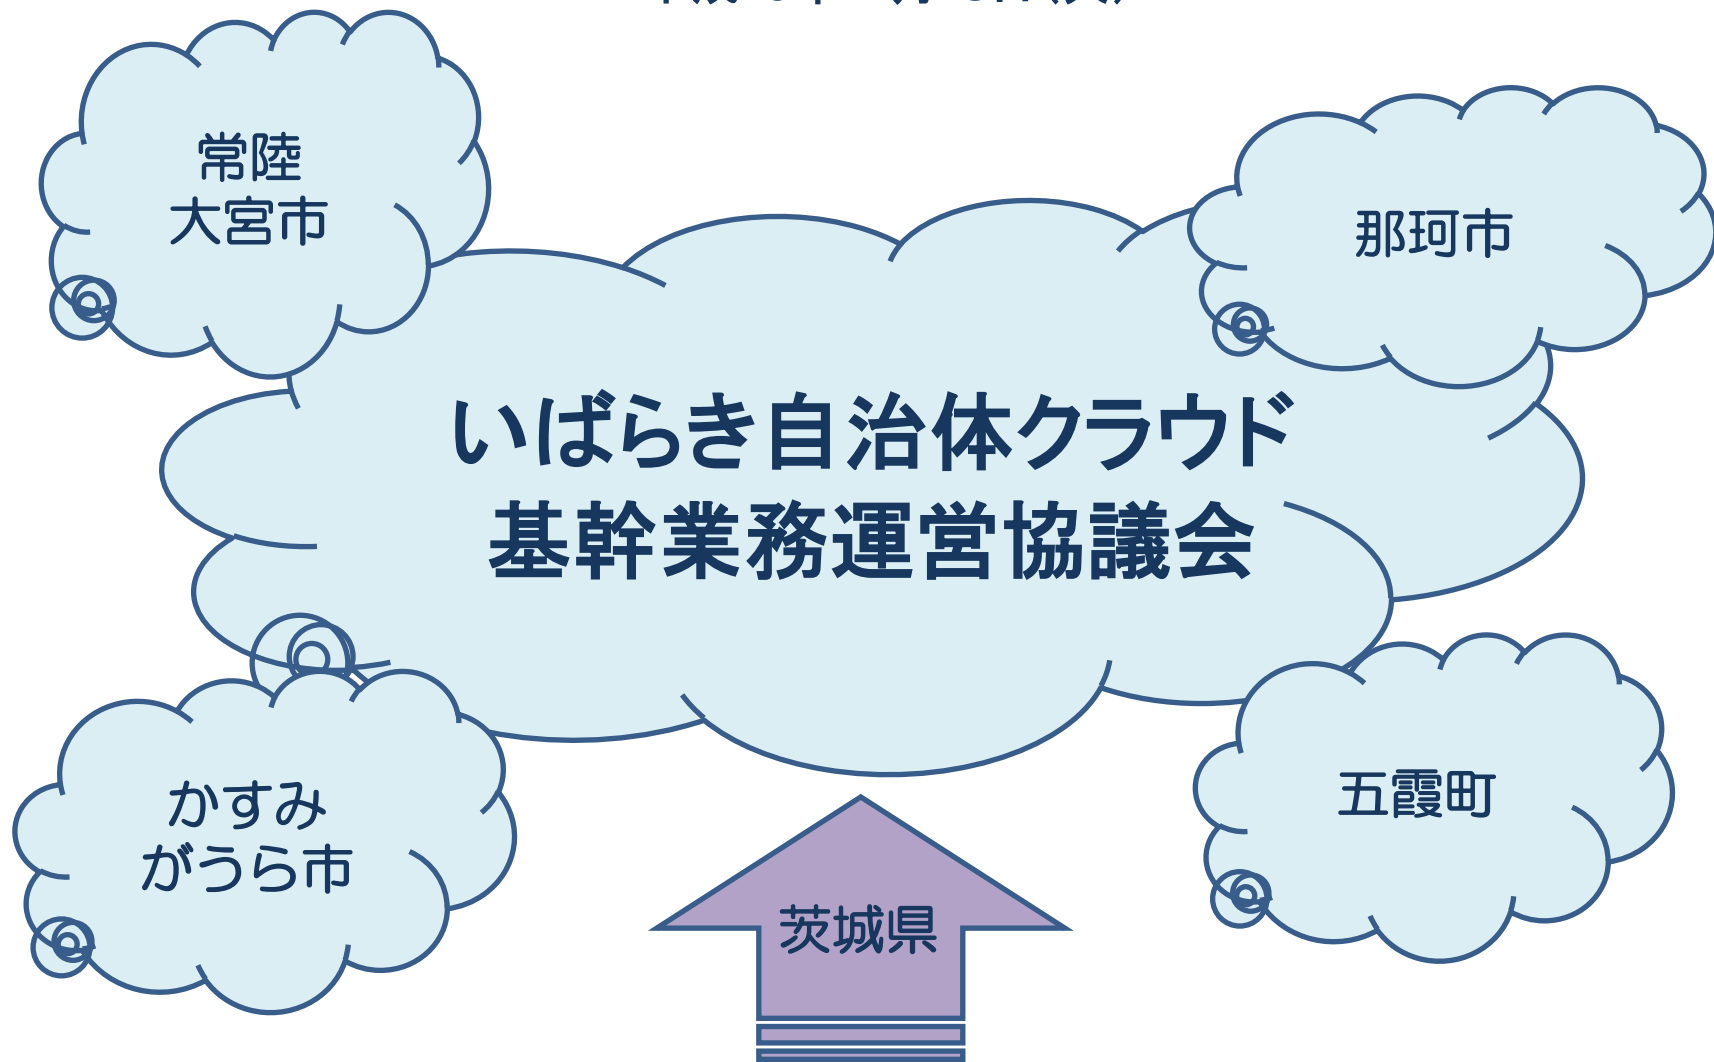 常陸
大宮市
那珂市
いばらき自治体クラウド
基幹業務運営協議会
かすみ
がうら市
五霞町
茨城県